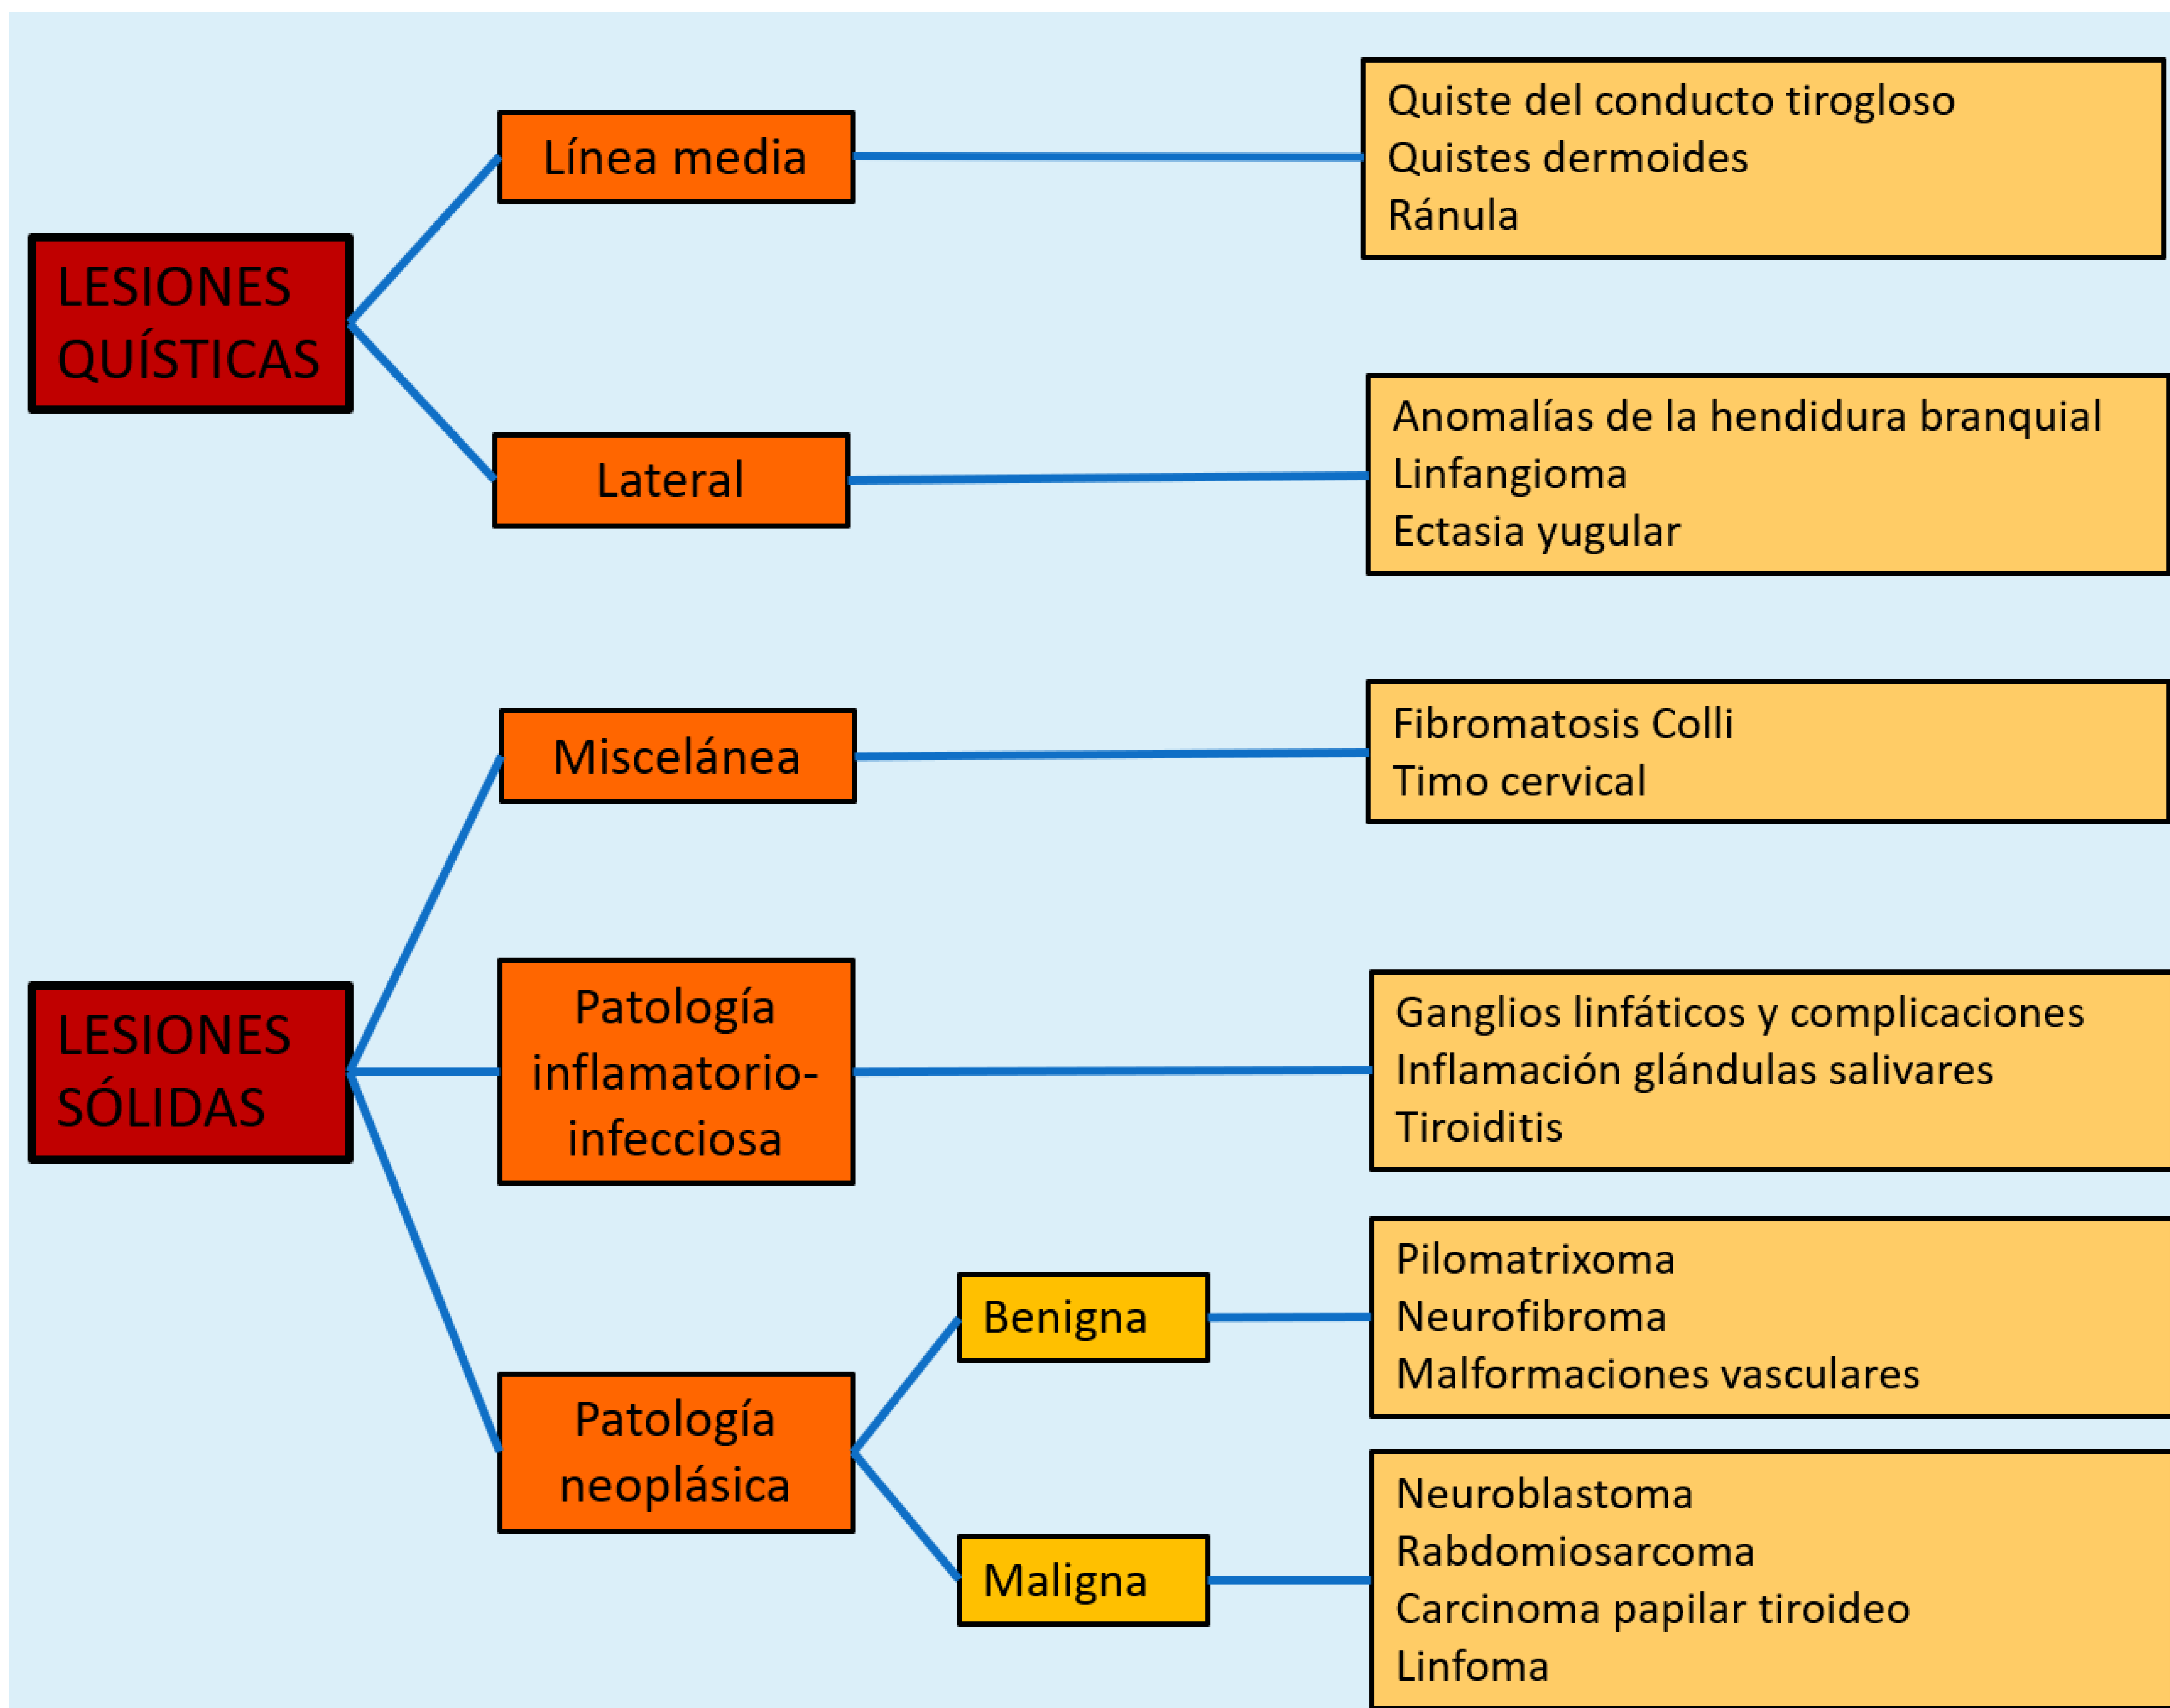 LESIONES
QUÍSTICAS
Línea media
Quiste del conducto tirogloso
Quistes dermoides
Ránula
Lateral
Anomalías de la hendidura branquial
Linfangioma
Ectasia yugular
LESIONES
SÓLIDAS
Miscelánea
Fibromatosis Colli
Timo cervical
Patología
inflamatorio-
infecciosa
Ganglios linfáticos y complicaciones
Inflamación glándulas salivares
Tiroiditis
Patología
neoplásica
Benigna
Pilomatrixoma
Neurofibroma
Malformaciones vasculares
Maligna
Neuroblastoma
Rabdomiosarcoma
Carcinoma papilar tiroideo
Linfoma